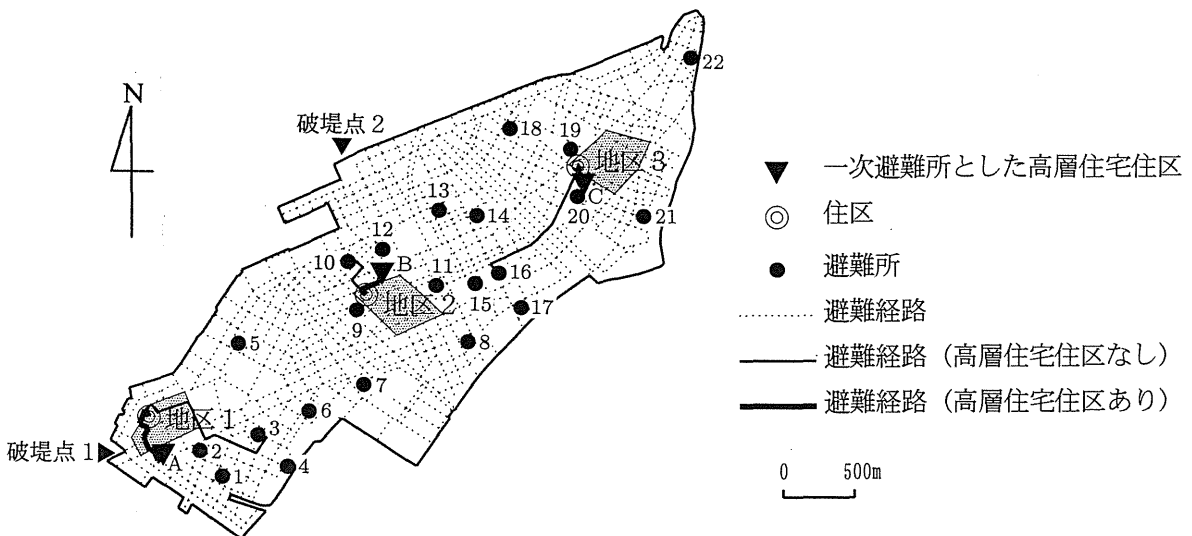 N
破堤点2
22
18
19
地区3
C
20
21
13
14
12
10
B
11
16
15
地区2
17
9
5
8
7
6
地区1
3
破堤点1
A
2
4
1
一次避難所とした高層住宅住区
住区
避難所
避難経路
避難経路（高層住宅住区なし）
避難経路（高層住宅住区あり）
0 500m